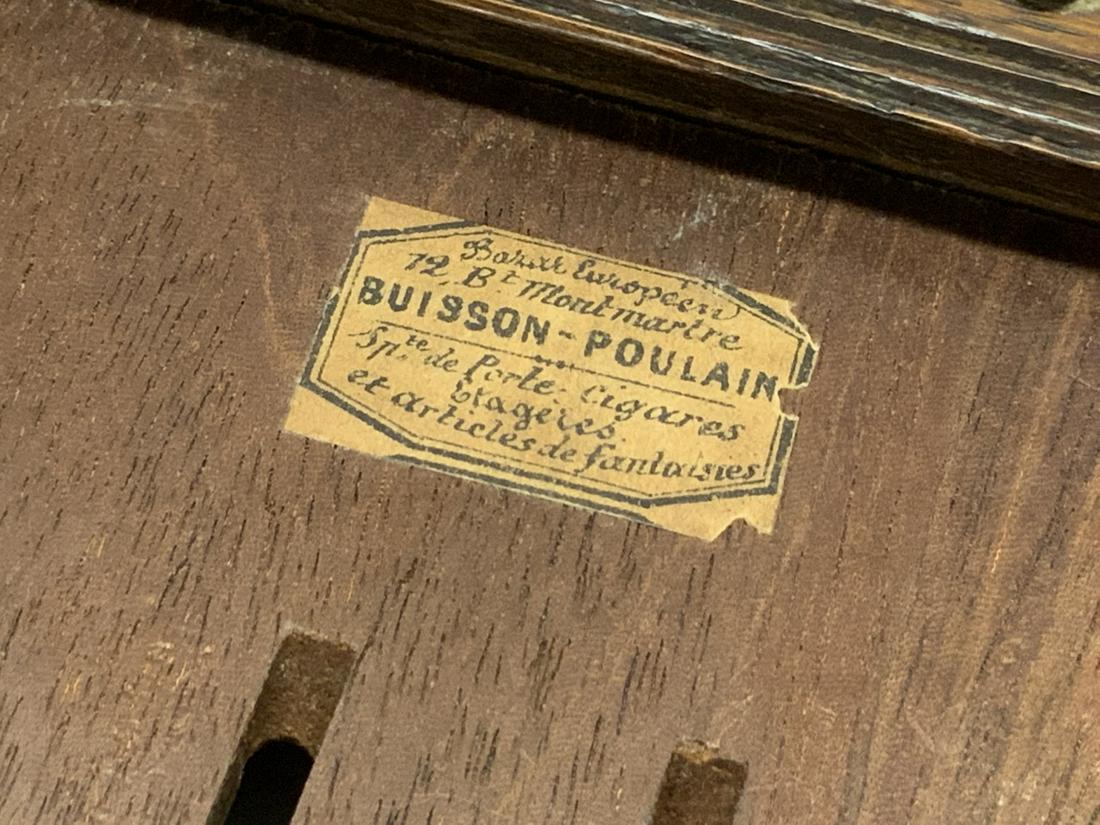 Bazar Européen
72, Bt Montmartre
BUISSON-POULAIN
Spté de Porte-cigares
etagères
et articles de fantaisies